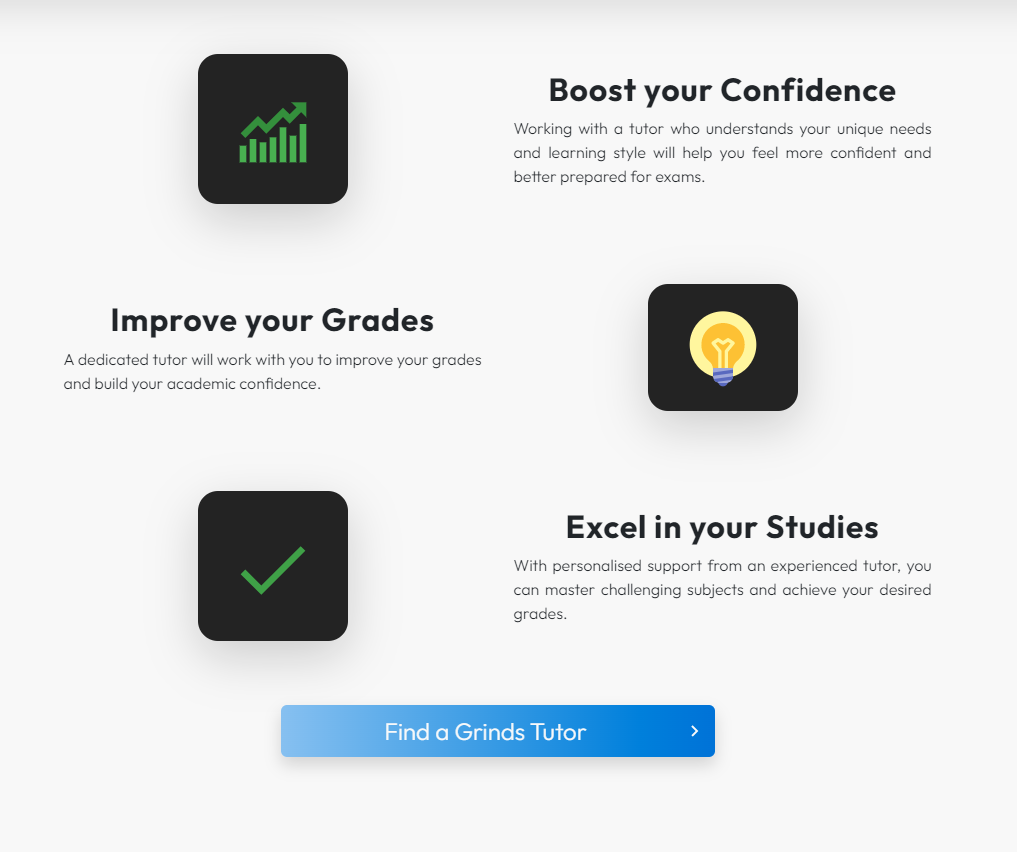 Boost your Confidence
Working with a tutor who understands your unique needs
and learning style will help you feel more confident and
better prepared for exams.
Improve your Grades
A dedicated tutor will work with you to improve your grades
and build your academic confidence.
Excel in your Studies
With personalised support from an experienced tutor, you
can master challenging subjects and achieve your desired
grades.
Find a Grinds Tutor